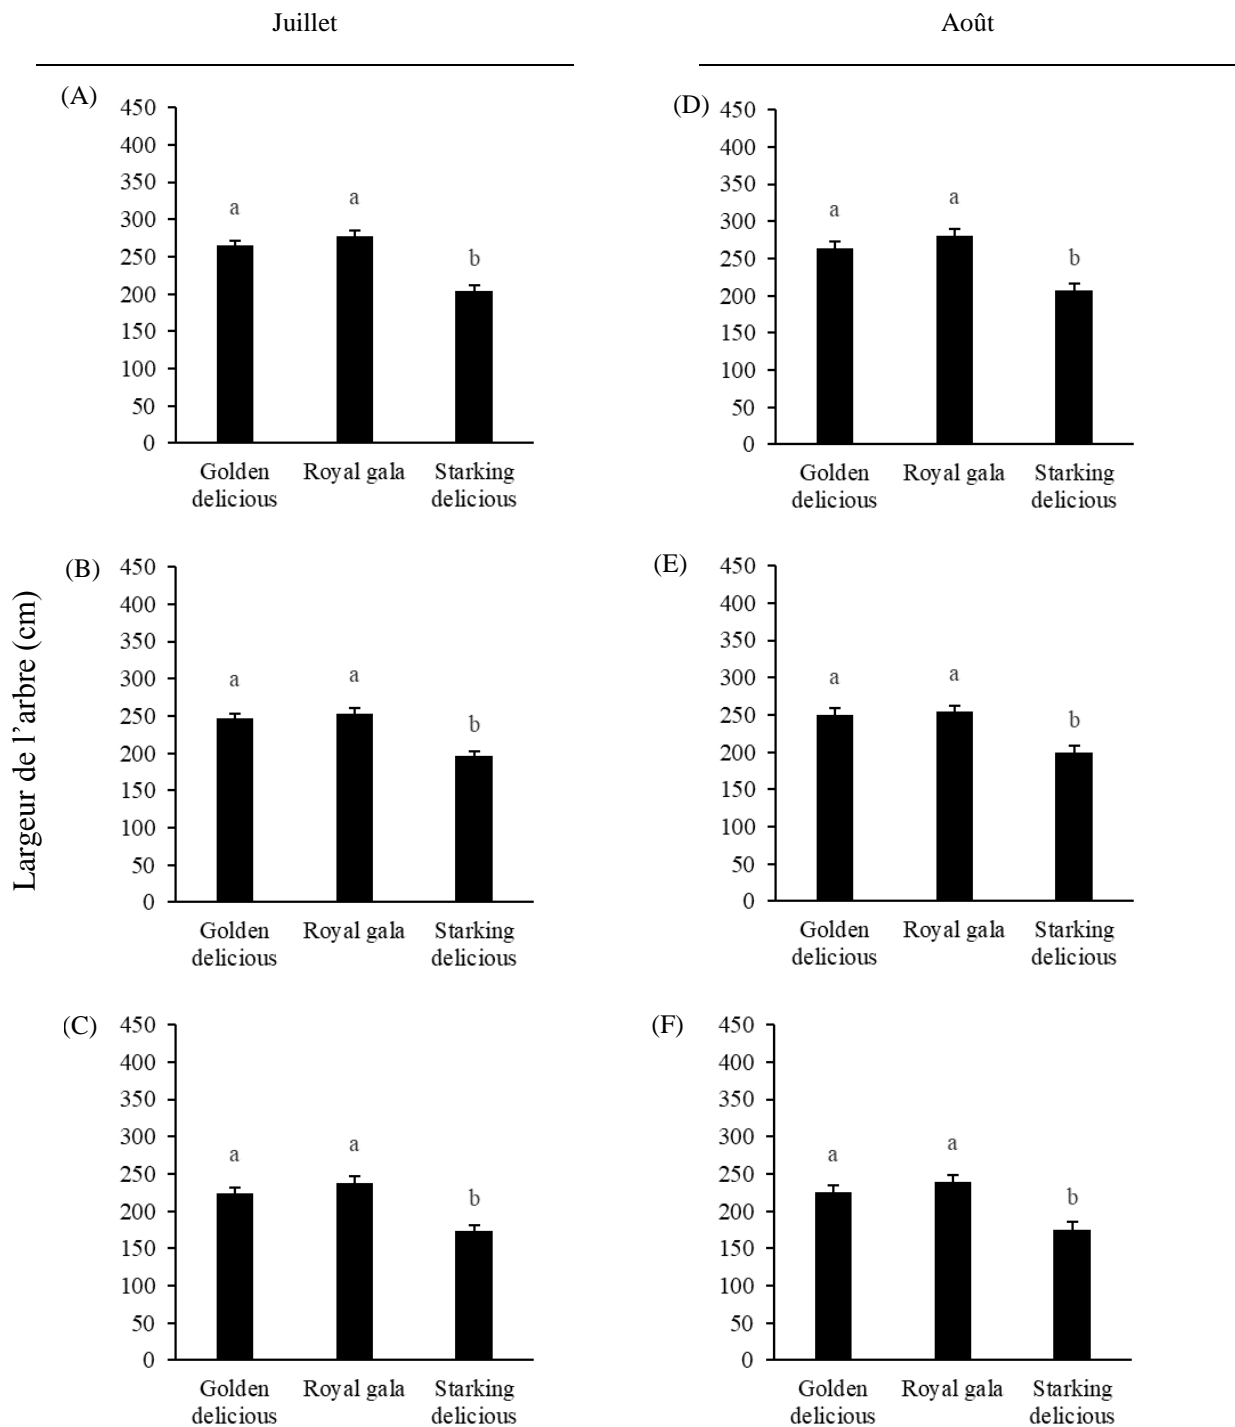 Juillet
Août
(A)
450
400
350
300
250
200
150
100
50
0
a
a
b
Golden delicious
Royal gala
Starking delicious
(D)
450
400
350
300
250
200
150
100
50
0
a
a
b
Golden delicious
Royal gala
Starking delicious
Largeur de l'arbre (cm)
(B)
450
400
350
300
250
200
150
100
50
0
a
a
b
Golden delicious
Royal gala
Starking delicious
(E)
450
400
350
300
250
200
150
100
50
0
a
a
b
Golden delicious
Royal gala
Starking delicious
(C)
450
400
350
300
250
200
150
100
50
0
a
a
b
Golden delicious
Royal gala
Starking delicious
(F)
450
400
350
300
250
200
150
100
50
0
a
a
b
Golden delicious
Royal gala
Starking delicious